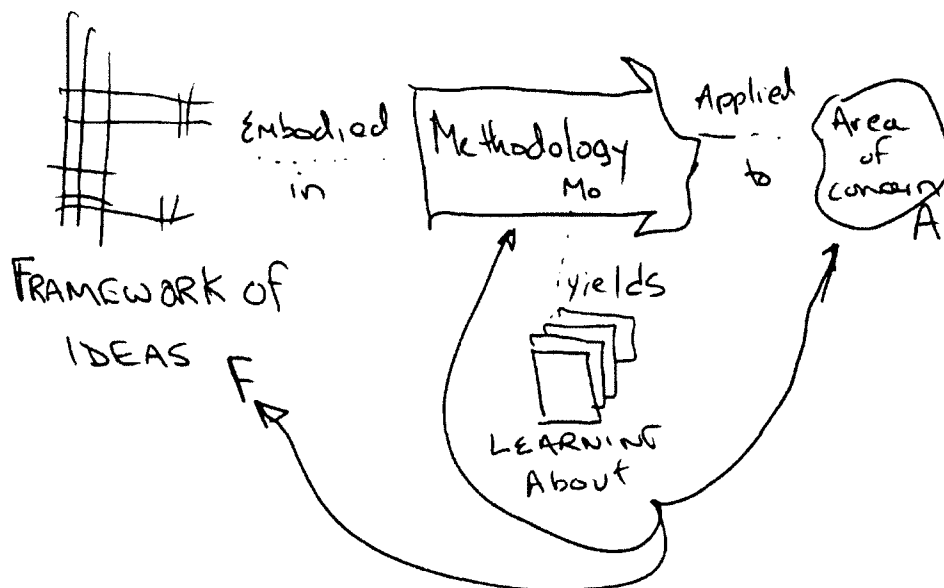 FRAMEWORK OF
IDEAS F
Embodied
in
Methodology
Mo
Applied
to
Area
of
concern
A
yields
LEARNING
About